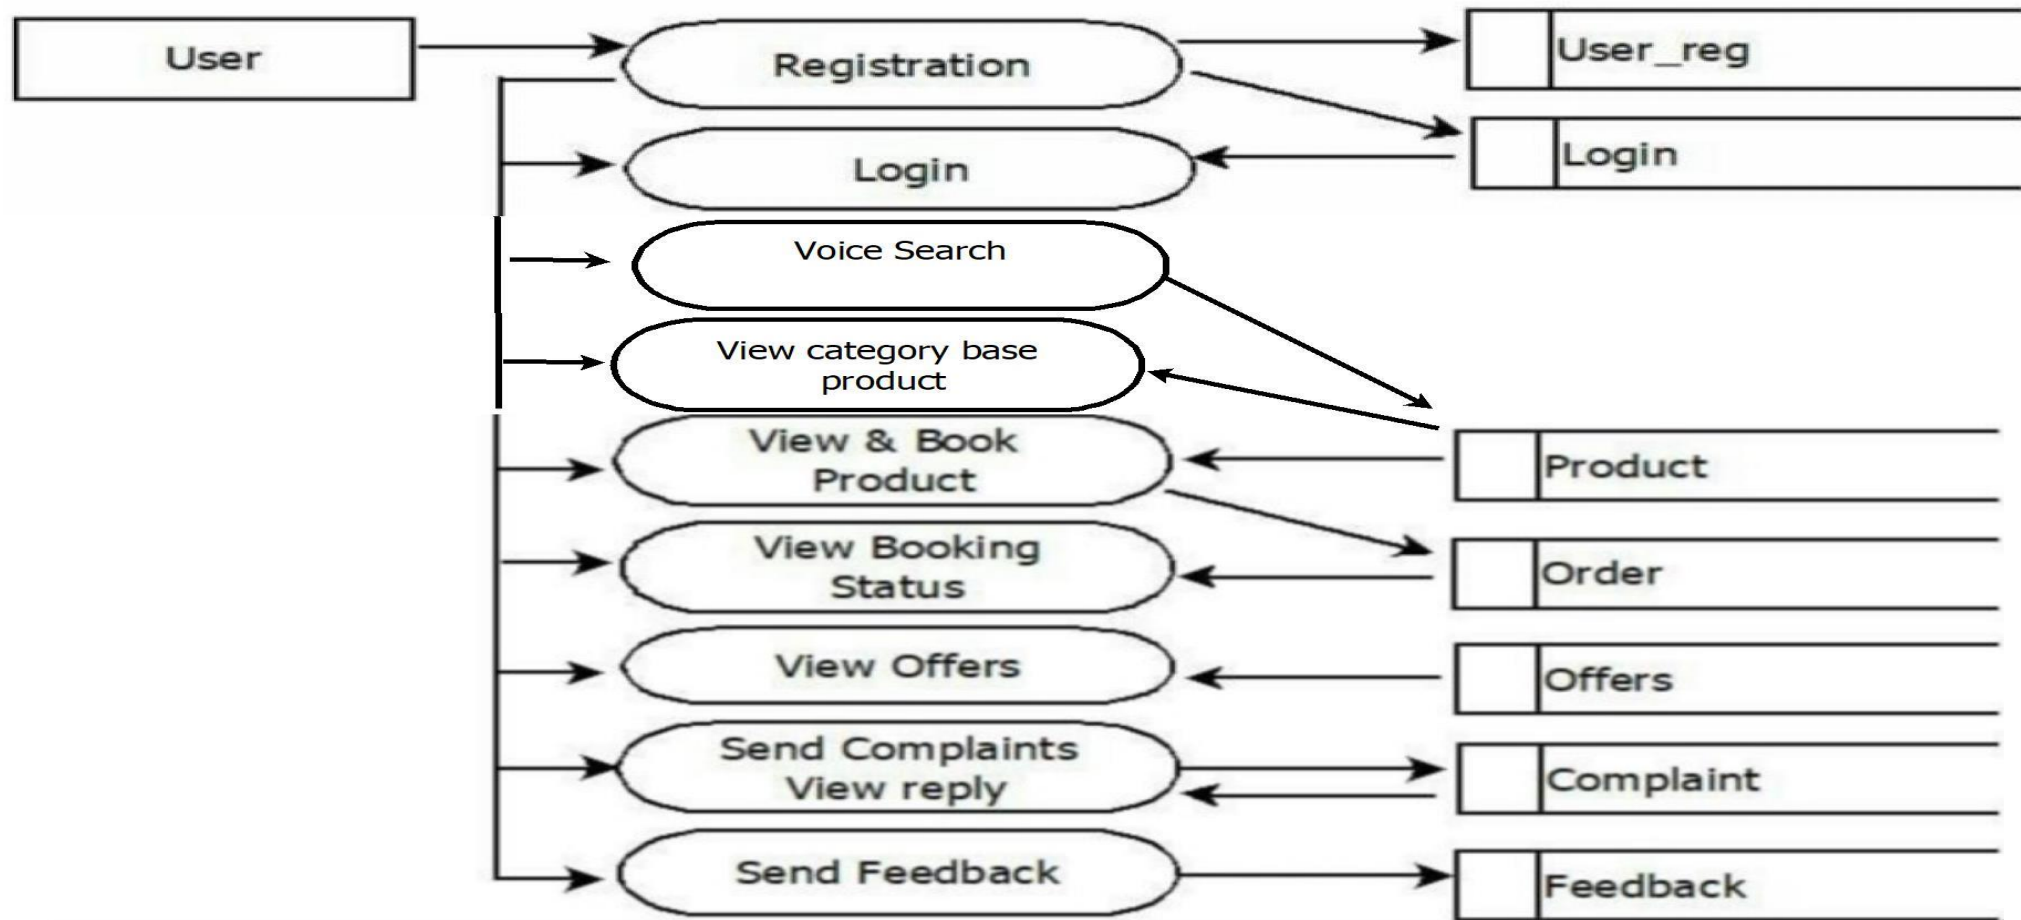 User
Registration
User_reg
Login
Login
Voice Search
View category base
product
View & Book
Product
Product
View Booking
Status
Order
View Offers
Offers
Send Complaints
View reply
Complaint
Send Feedback
Feedback